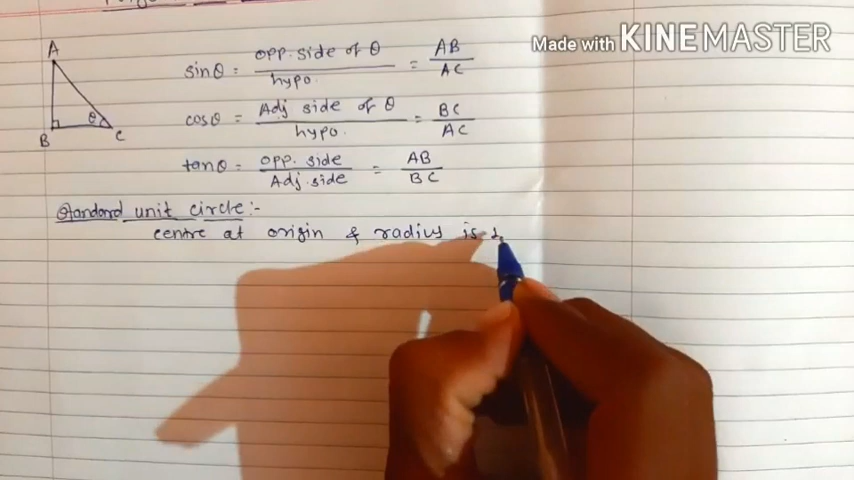 Made with KINEMASTER
A
B
C
θ
sinθ = opp. side of θ / hypo. = AB / AC
cosθ = Adj side of θ / hypo. = BC / AC
tanθ = opp. side / Adj. side = AB / BC
Standard unit circle:-
centre at origin & radius is 1